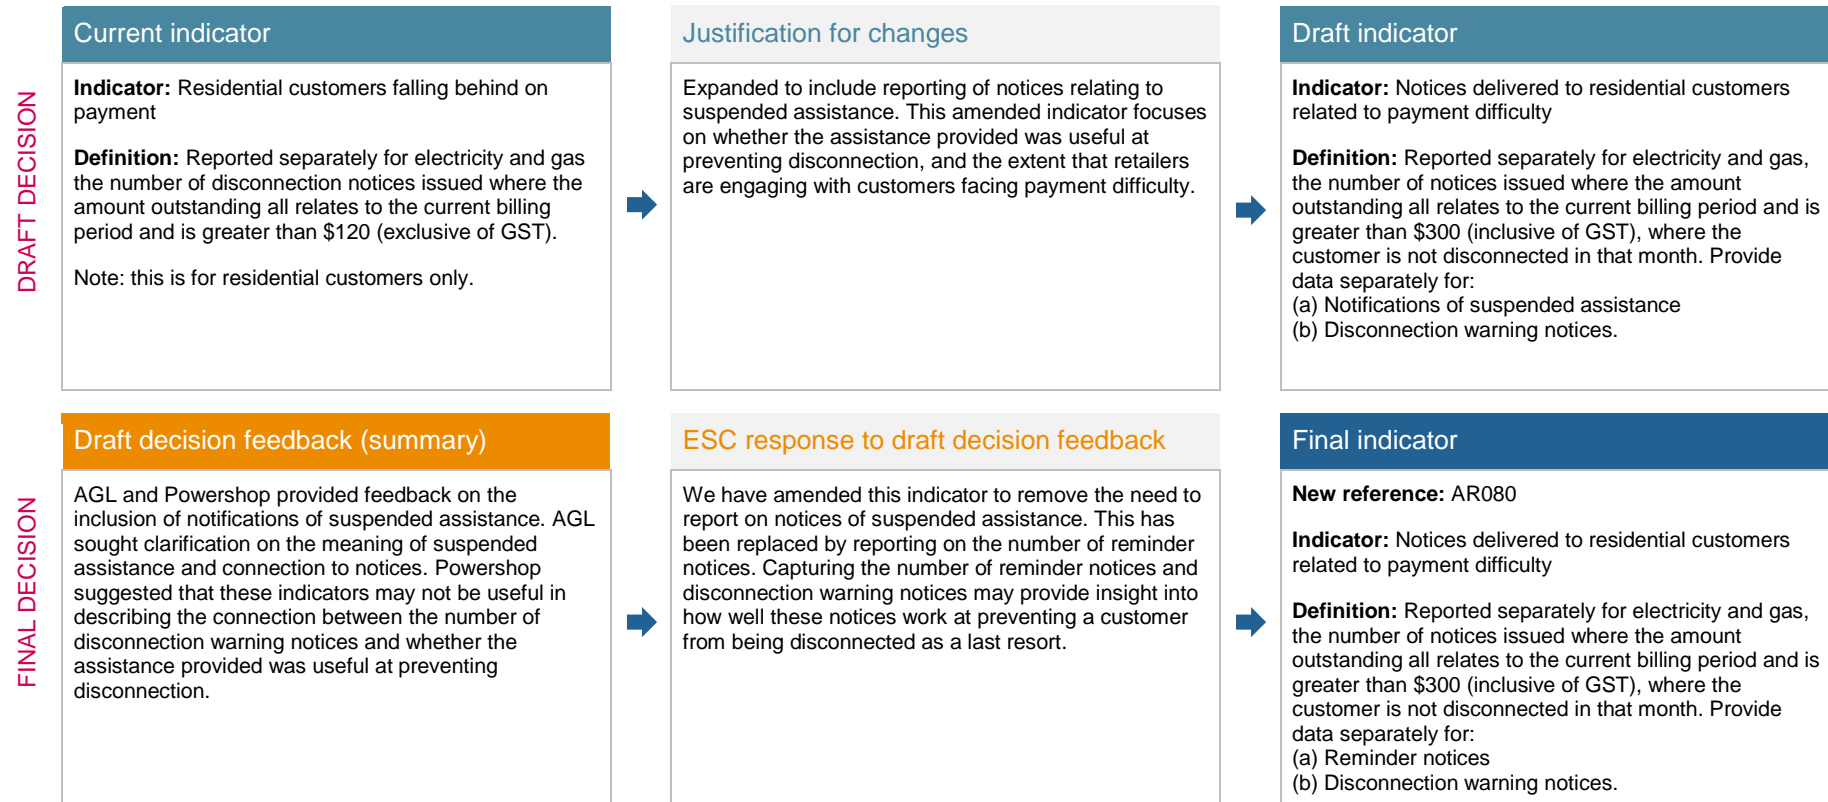 DRAFT DECISION
Current indicator
Indicator: Residential customers falling behind on
payment
Definition: Reported separately for electricity and gas
the number of disconnection notices issued where the
amount outstanding all relates to the current billing
period and is greater than $120 (exclusive of GST).
Note: this is for residential customers only.
Justification for changes
Expanded to include reporting of notices relating to
suspended assistance. This amended indicator focuses
on whether the assistance provided was useful at
preventing disconnection, and the extent that retailers
are engaging with customers facing payment difficulty.
Draft indicator
Indicator: Notices delivered to residential customers
related to payment difficulty
Definition: Reported separately for electricity and gas,
the number of notices issued where the amount
outstanding all relates to the current billing period and is
greater than $300 (inclusive of GST), where the
customer is not disconnected in that month. Provide
data separately for:
(a) Notifications of suspended assistance
(b) Disconnection warning notices.
FINAL DECISION
Draft decision feedback (summary)
AGL and Powershop provided feedback on the
inclusion of notifications of suspended assistance. AGL
sought clarification on the meaning of suspended
assistance and connection to notices. Powershop
suggested that these indicators may not be useful in
describing the connection between the number of
disconnection warning notices and whether the
assistance provided was useful at preventing
disconnection.
ESC response to draft decision feedback
We have amended this indicator to remove the need to
report on notices of suspended assistance. This has
been replaced by reporting on the number of reminder
notices. Capturing the number of reminder notices and
disconnection warning notices may provide insight into
how well these notices work at preventing a customer
from being disconnected as a last resort.
Final indicator
New reference: AR080
Indicator: Notices delivered to residential customers
related to payment difficulty
Definition: Reported separately for electricity and gas,
the number of notices issued where the amount
outstanding all relates to the current billing period and is
greater than $300 (inclusive of GST), where the
customer is not disconnected in that month. Provide
data separately for:
(a) Reminder notices
(b) Disconnection warning notices.